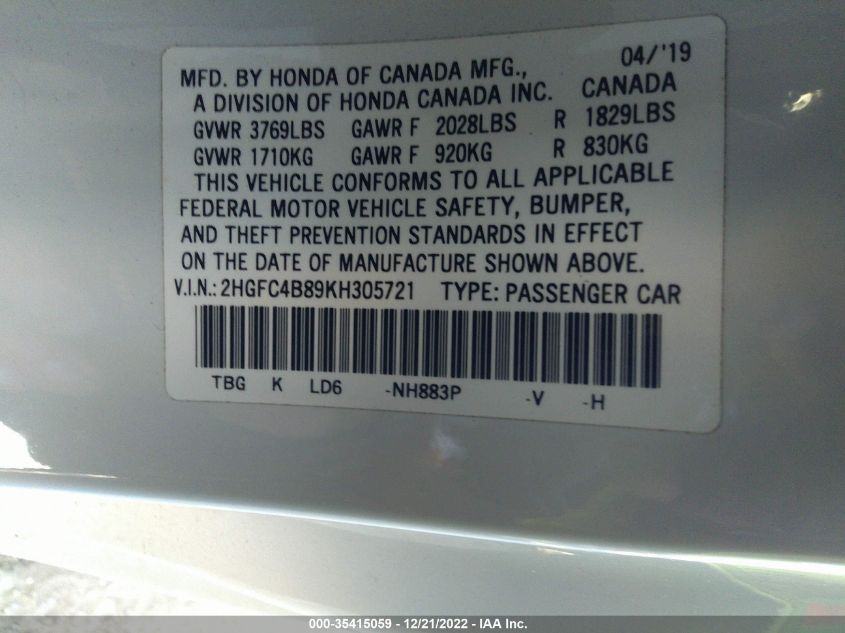 04/'19
MFD. BY HONDA OF CANADA MFG.,
A DIVISION OF HONDA CANADA INC. CANADA
GVWR 3769LBS GAWR F 2028LBS R 1829LBS
GVWR 1710KG GAWR F 920KG R 830KG
THIS VEHICLE CONFORMS TO ALL APPLICABLE
FEDERAL MOTOR VEHICLE SAFETY, BUMPER,
AND THEFT PREVENTION STANDARDS IN EFFECT
ON THE DATE OF MANUFACTURE SHOWN ABOVE.
V.I.N.: 2HGFC4B89KH305721 TYPE: PASSENGER CAR
TBG K LD6 -NH883P -V -H
000-35415059 - 12/21/2022 - IAA Inc.